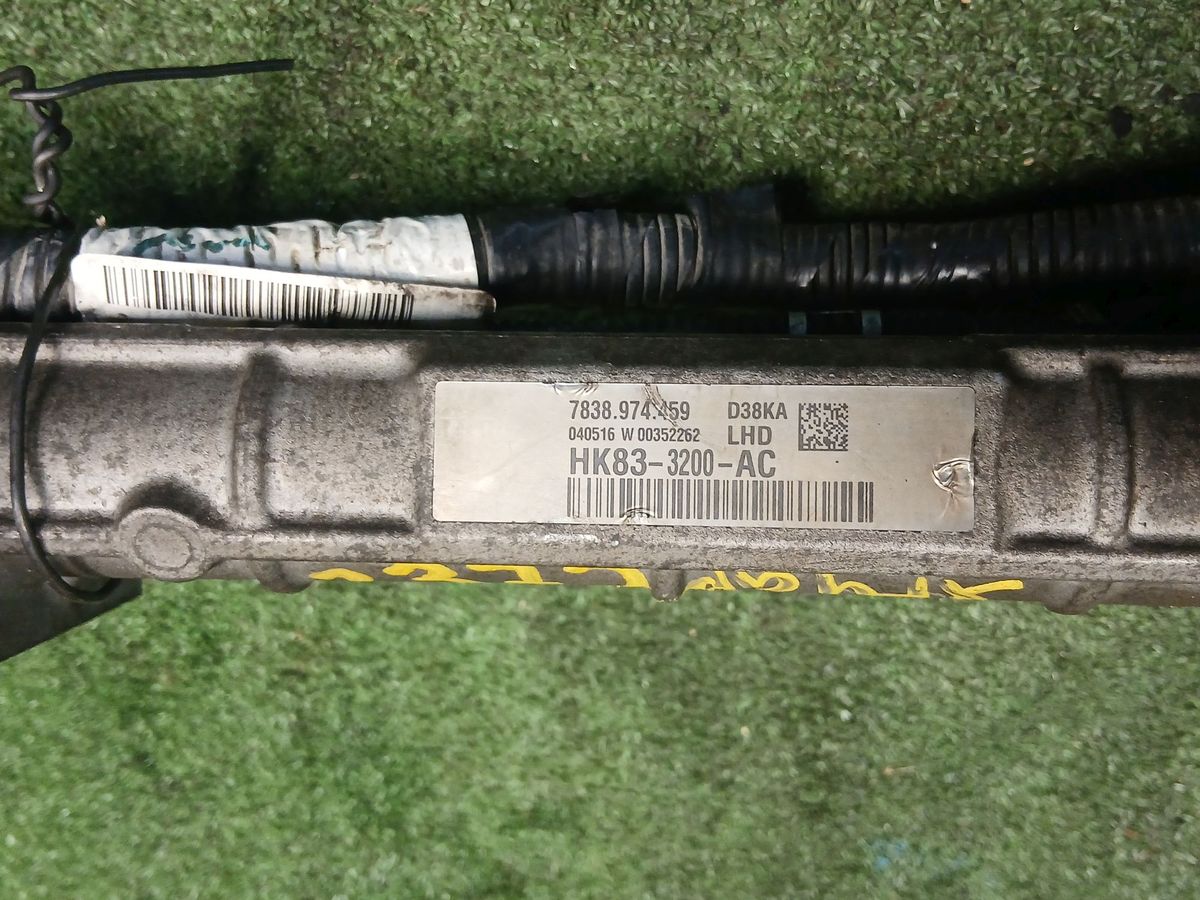 7838.974.459 D38KA
040516 W 00352262 LHD
HK83-3200-AC